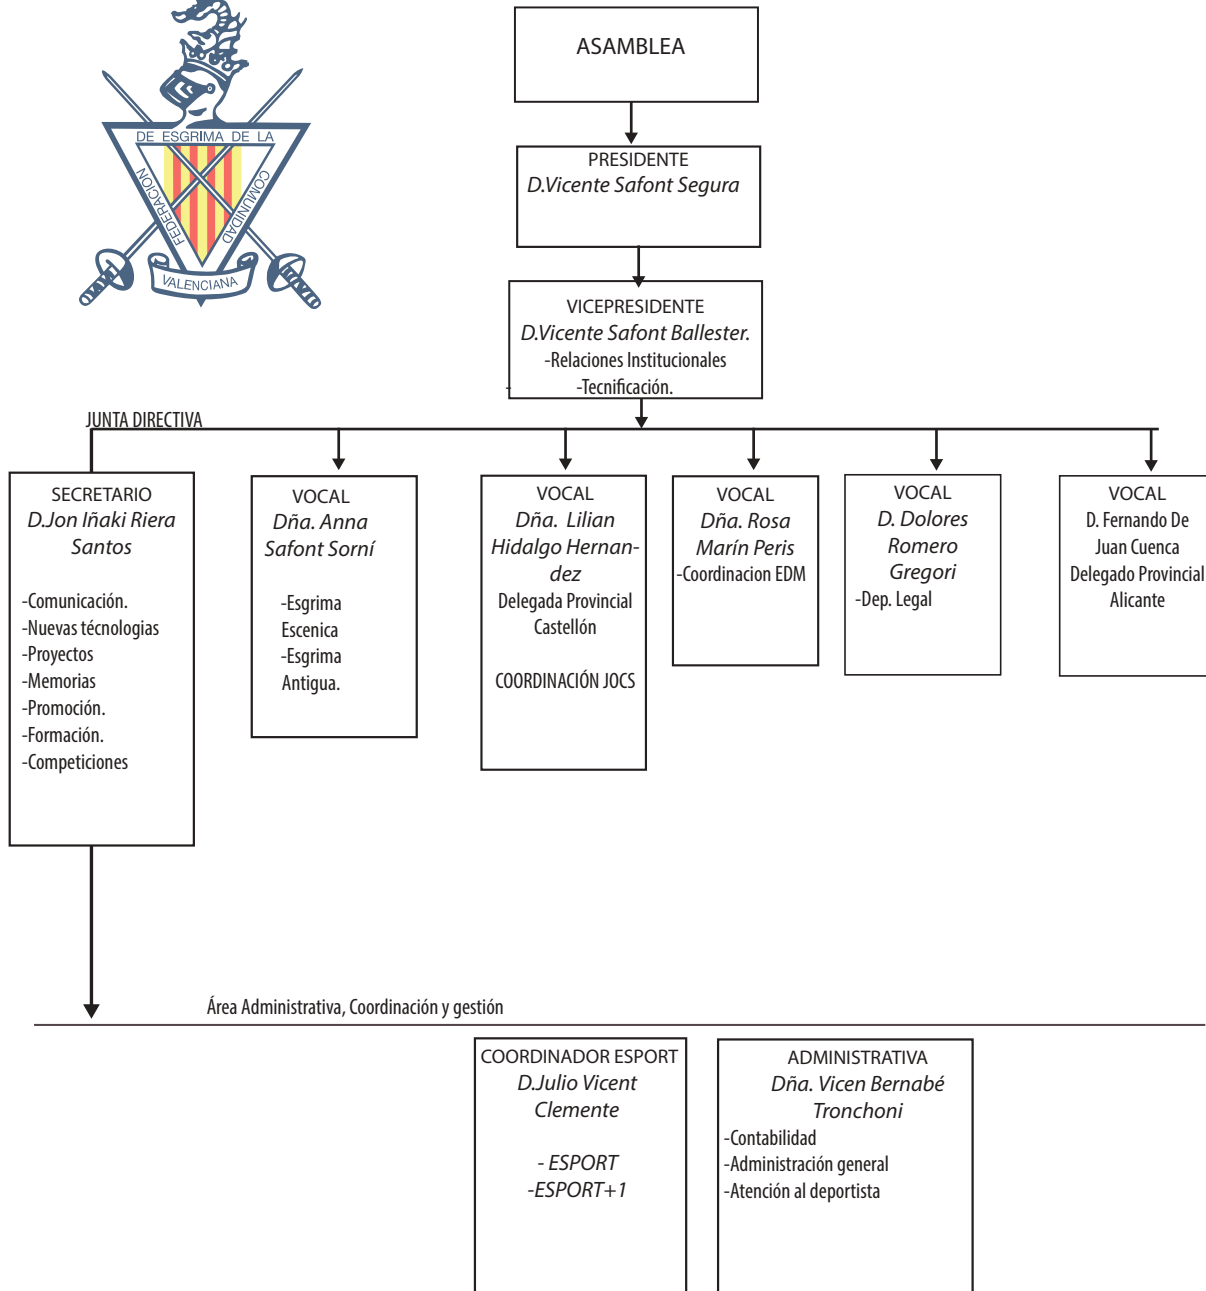 DE ESGRIMA DE LA
FEDERACION
COMUNIDAD
VALENCIANA
ASAMBLEA
PRESIDENTE
D.Vicente Safont Segura
VICEPRESIDENTE
D.Vicente Safont Ballester.
-Relaciones Institucionales
-
-Tecnificación.
JUNTA DIRECTIVA
SECRETARIO
D.Jon Iñaki Riera
Santos
-Comunicación.
-Nuevas técnologias
-Proyectos
-Memorias
-Promoción.
-Formación.
-Competiciones
VOCAL
Dña. Anna
Safont Sorní
-Esgrima
Escenica
-Esgrima
Antigua.
VOCAL
Dña. Lilian
Hidalgo Hernan-
dez
Delegada Provincial
Castellón
COORDINACIÓN JOCS
VOCAL
Dña. Rosa
Marín Peris
-Coordinacion EDM
VOCAL
D. Dolores
Romero
Gregori
-Dep. Legal
VOCAL
D. Fernando De
Juan Cuenca
Delegado Provincial
Alicante
Área Administrativa, Coordinación y gestión
COORDINADOR ESPORT
D.Julio Vicent
Clemente
- ESPORT
-ESPORT+1
ADMINISTRATIVA
Dña. Vicen Bernabé
Tronchoni
-Contabilidad
-Administración general
-Atención al deportista